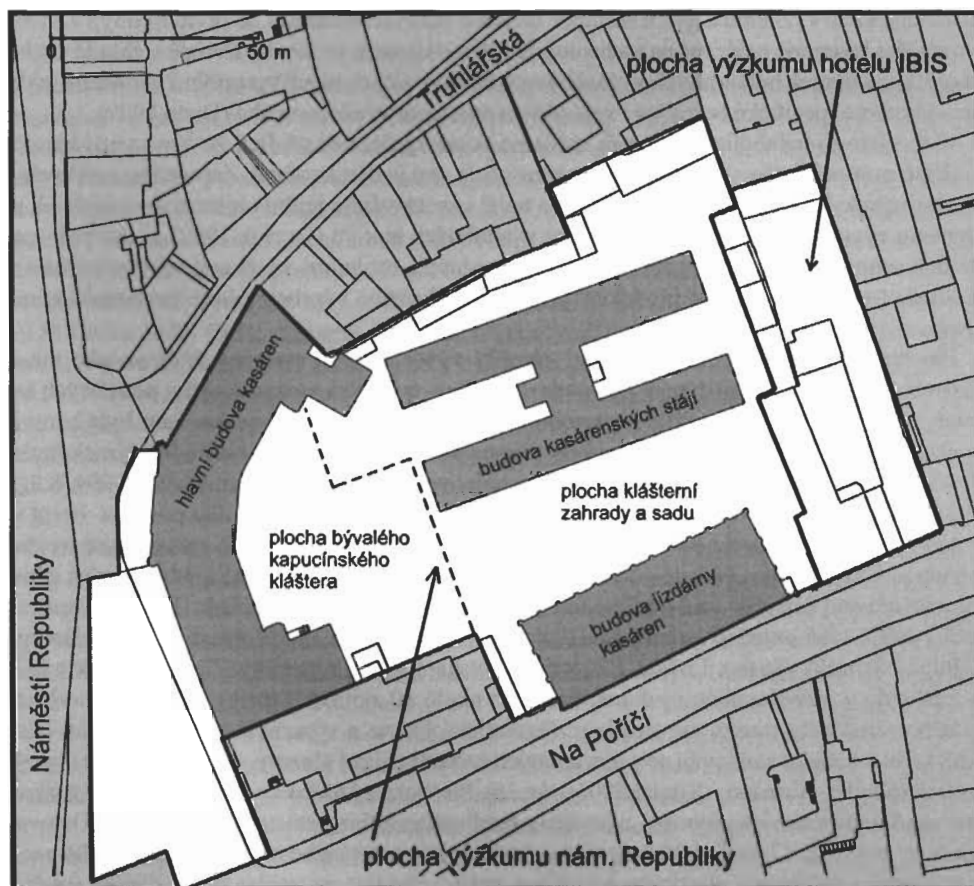 0 50 m
Truhlářská
plocha výzkumu hotelu IBIS
hlavní budova kasáren
budova kasárenských stájí
plocha klášterní
zahrady a sadu
plocha bývalého
kapucínského
kláštera
budova jízdárny
kasáren
Náměstí Republiky
Na Poříčí
plocha výzkumu nám. Republiky